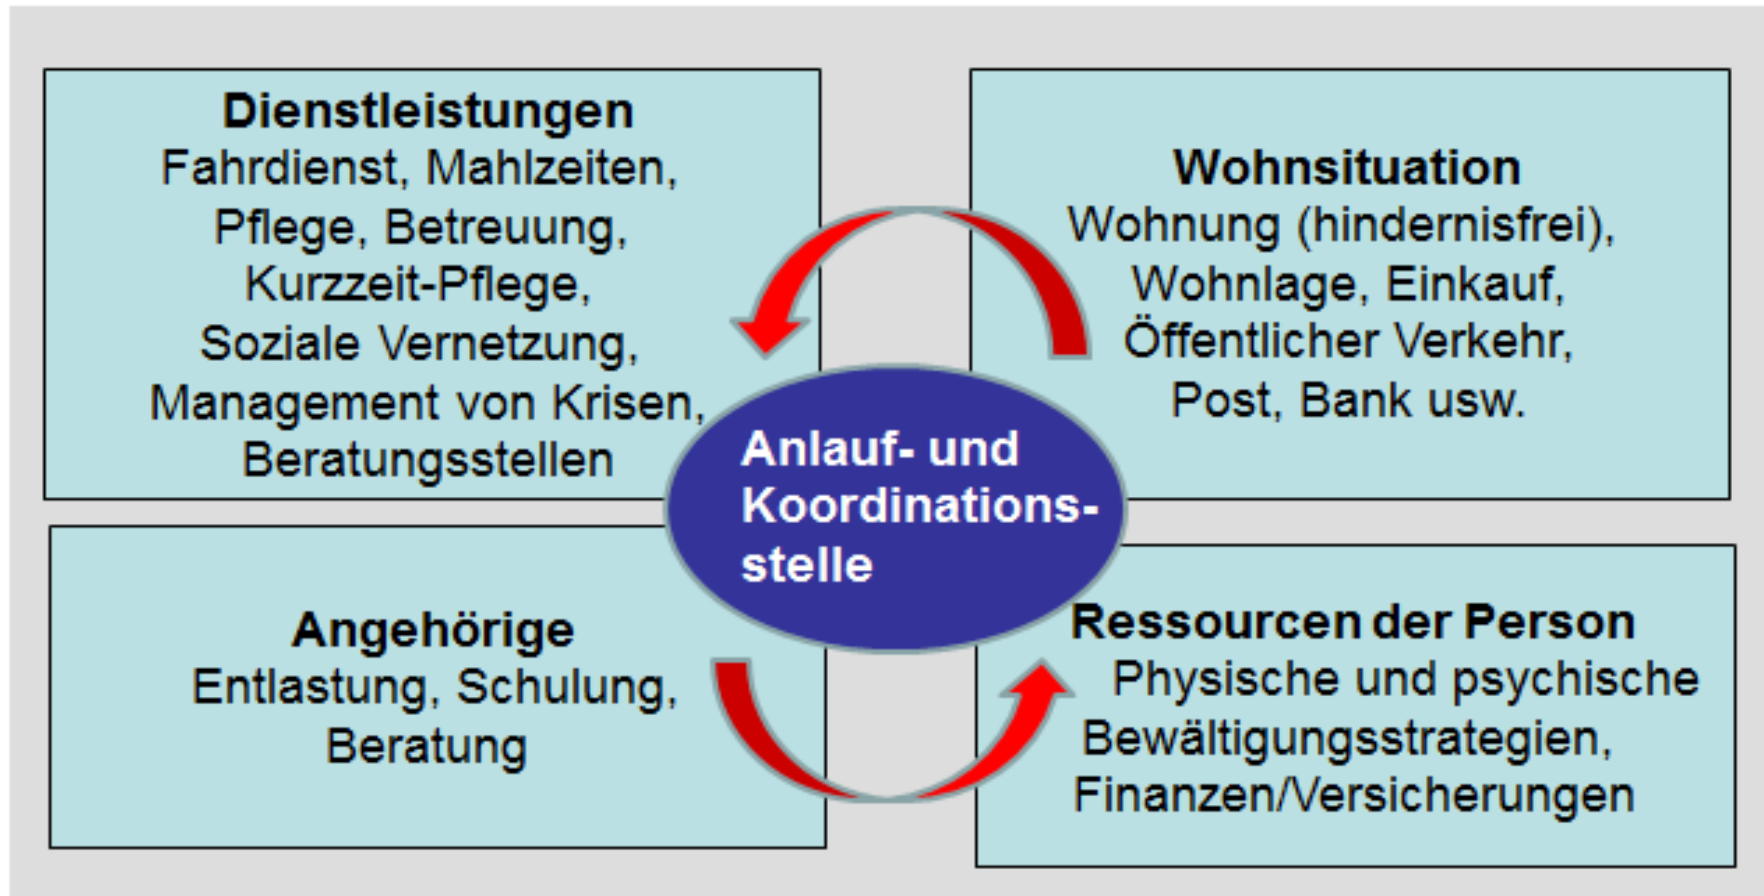 Dienstleistungen
Fahrdienst, Mahlzeiten,
Pflege, Betreuung,
Kurzzeit-Pflege,
Soziale Vernetzung,
Management von Krisen,
Beratungsstellen
Wohnsituation
Wohnung (hindernisfrei),
Wohnlage, Einkauf,
Öffentlicher Verkehr,
Post, Bank usw.
Anlauf- und
Koordinations-
stelle
Angehörige
Entlastung, Schulung,
Beratung
Ressourcen der Person
Physische und psychische
Bewältigungsstrategien,
Finanzen/Versicherungen